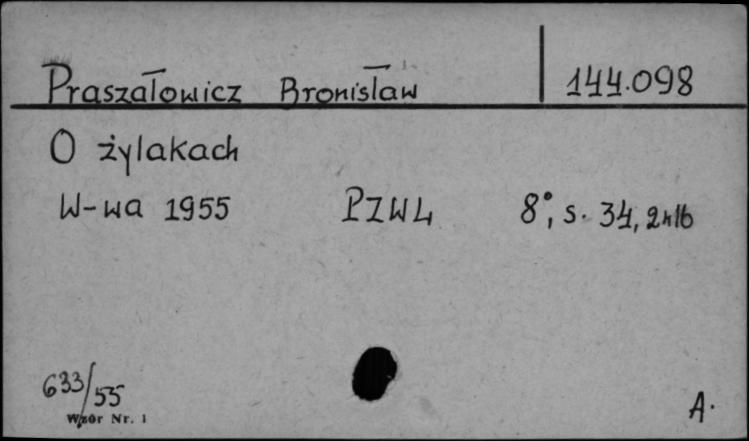 Praszałowicz Bronisław 144.098
O żylakach
W-wa 1955 PZWL 8°, s. 34, 2nlb
633/55
Wzór Nr. 1
A.